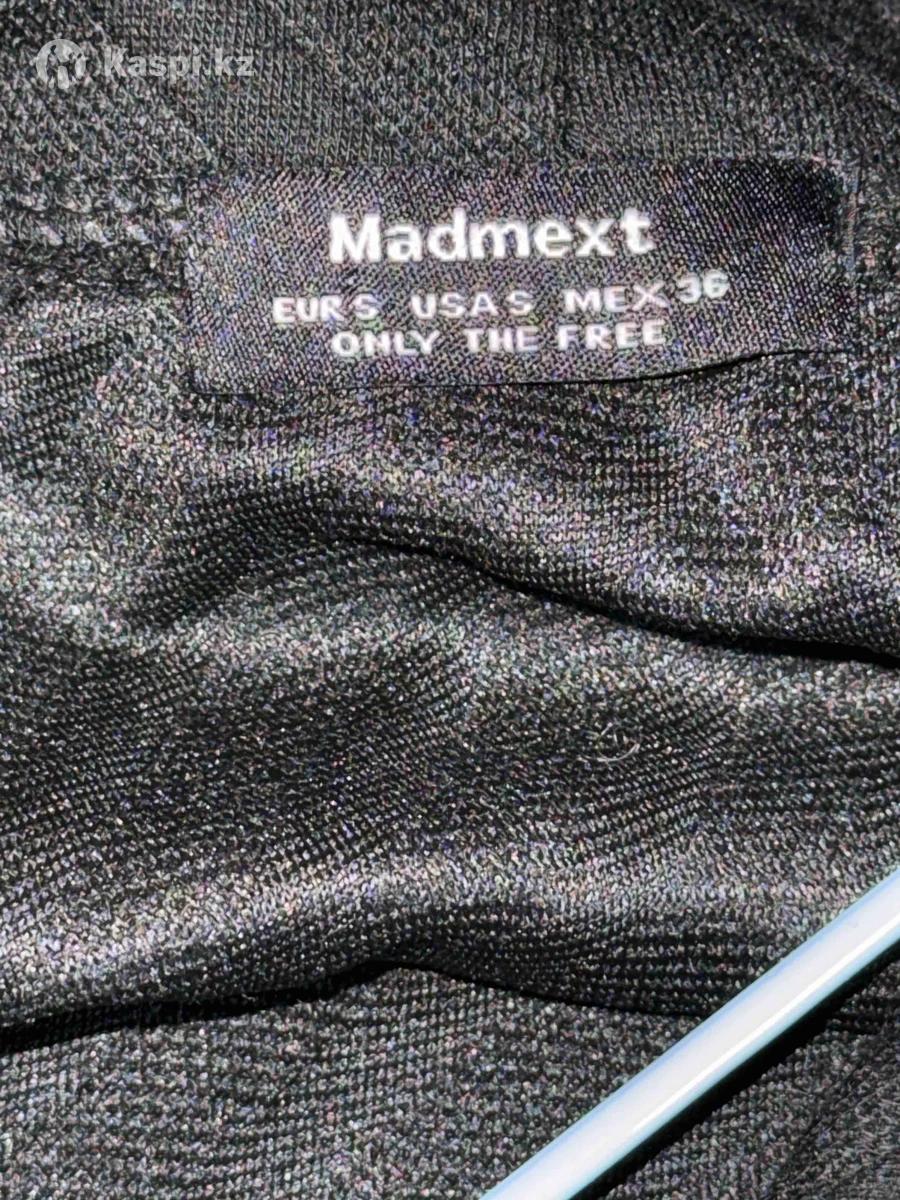 Kaspi.kz
Madmext
EUR S USA S MEX 36
ONLY THE FREE